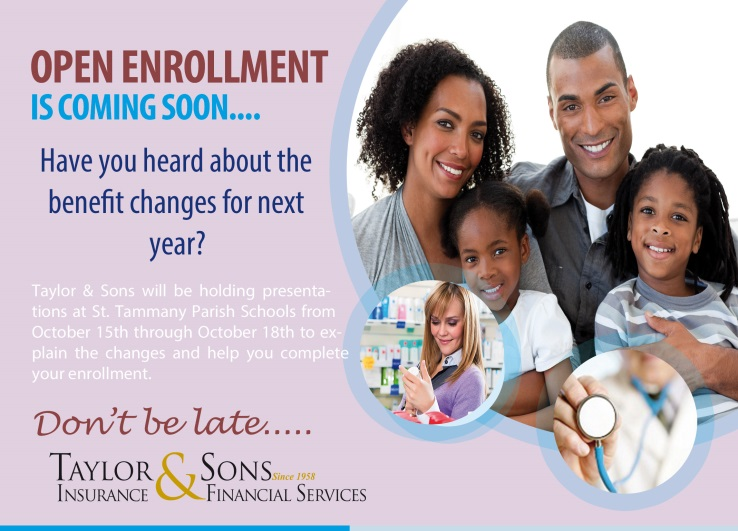 OPEN ENROLLMENT
IS COMING SOON....
Have you heard about the
benefit changes for next
year?
Taylor & Sons will be holding presenta-
tions at St. Tammany Parish Schools from
October 15th through October 18th to ex-
plain the changes and help you complete
your enrollment.
Don't be late.....
TAYLOR & SONS Since 1958
INSURANCE FINANCIAL SERVICES